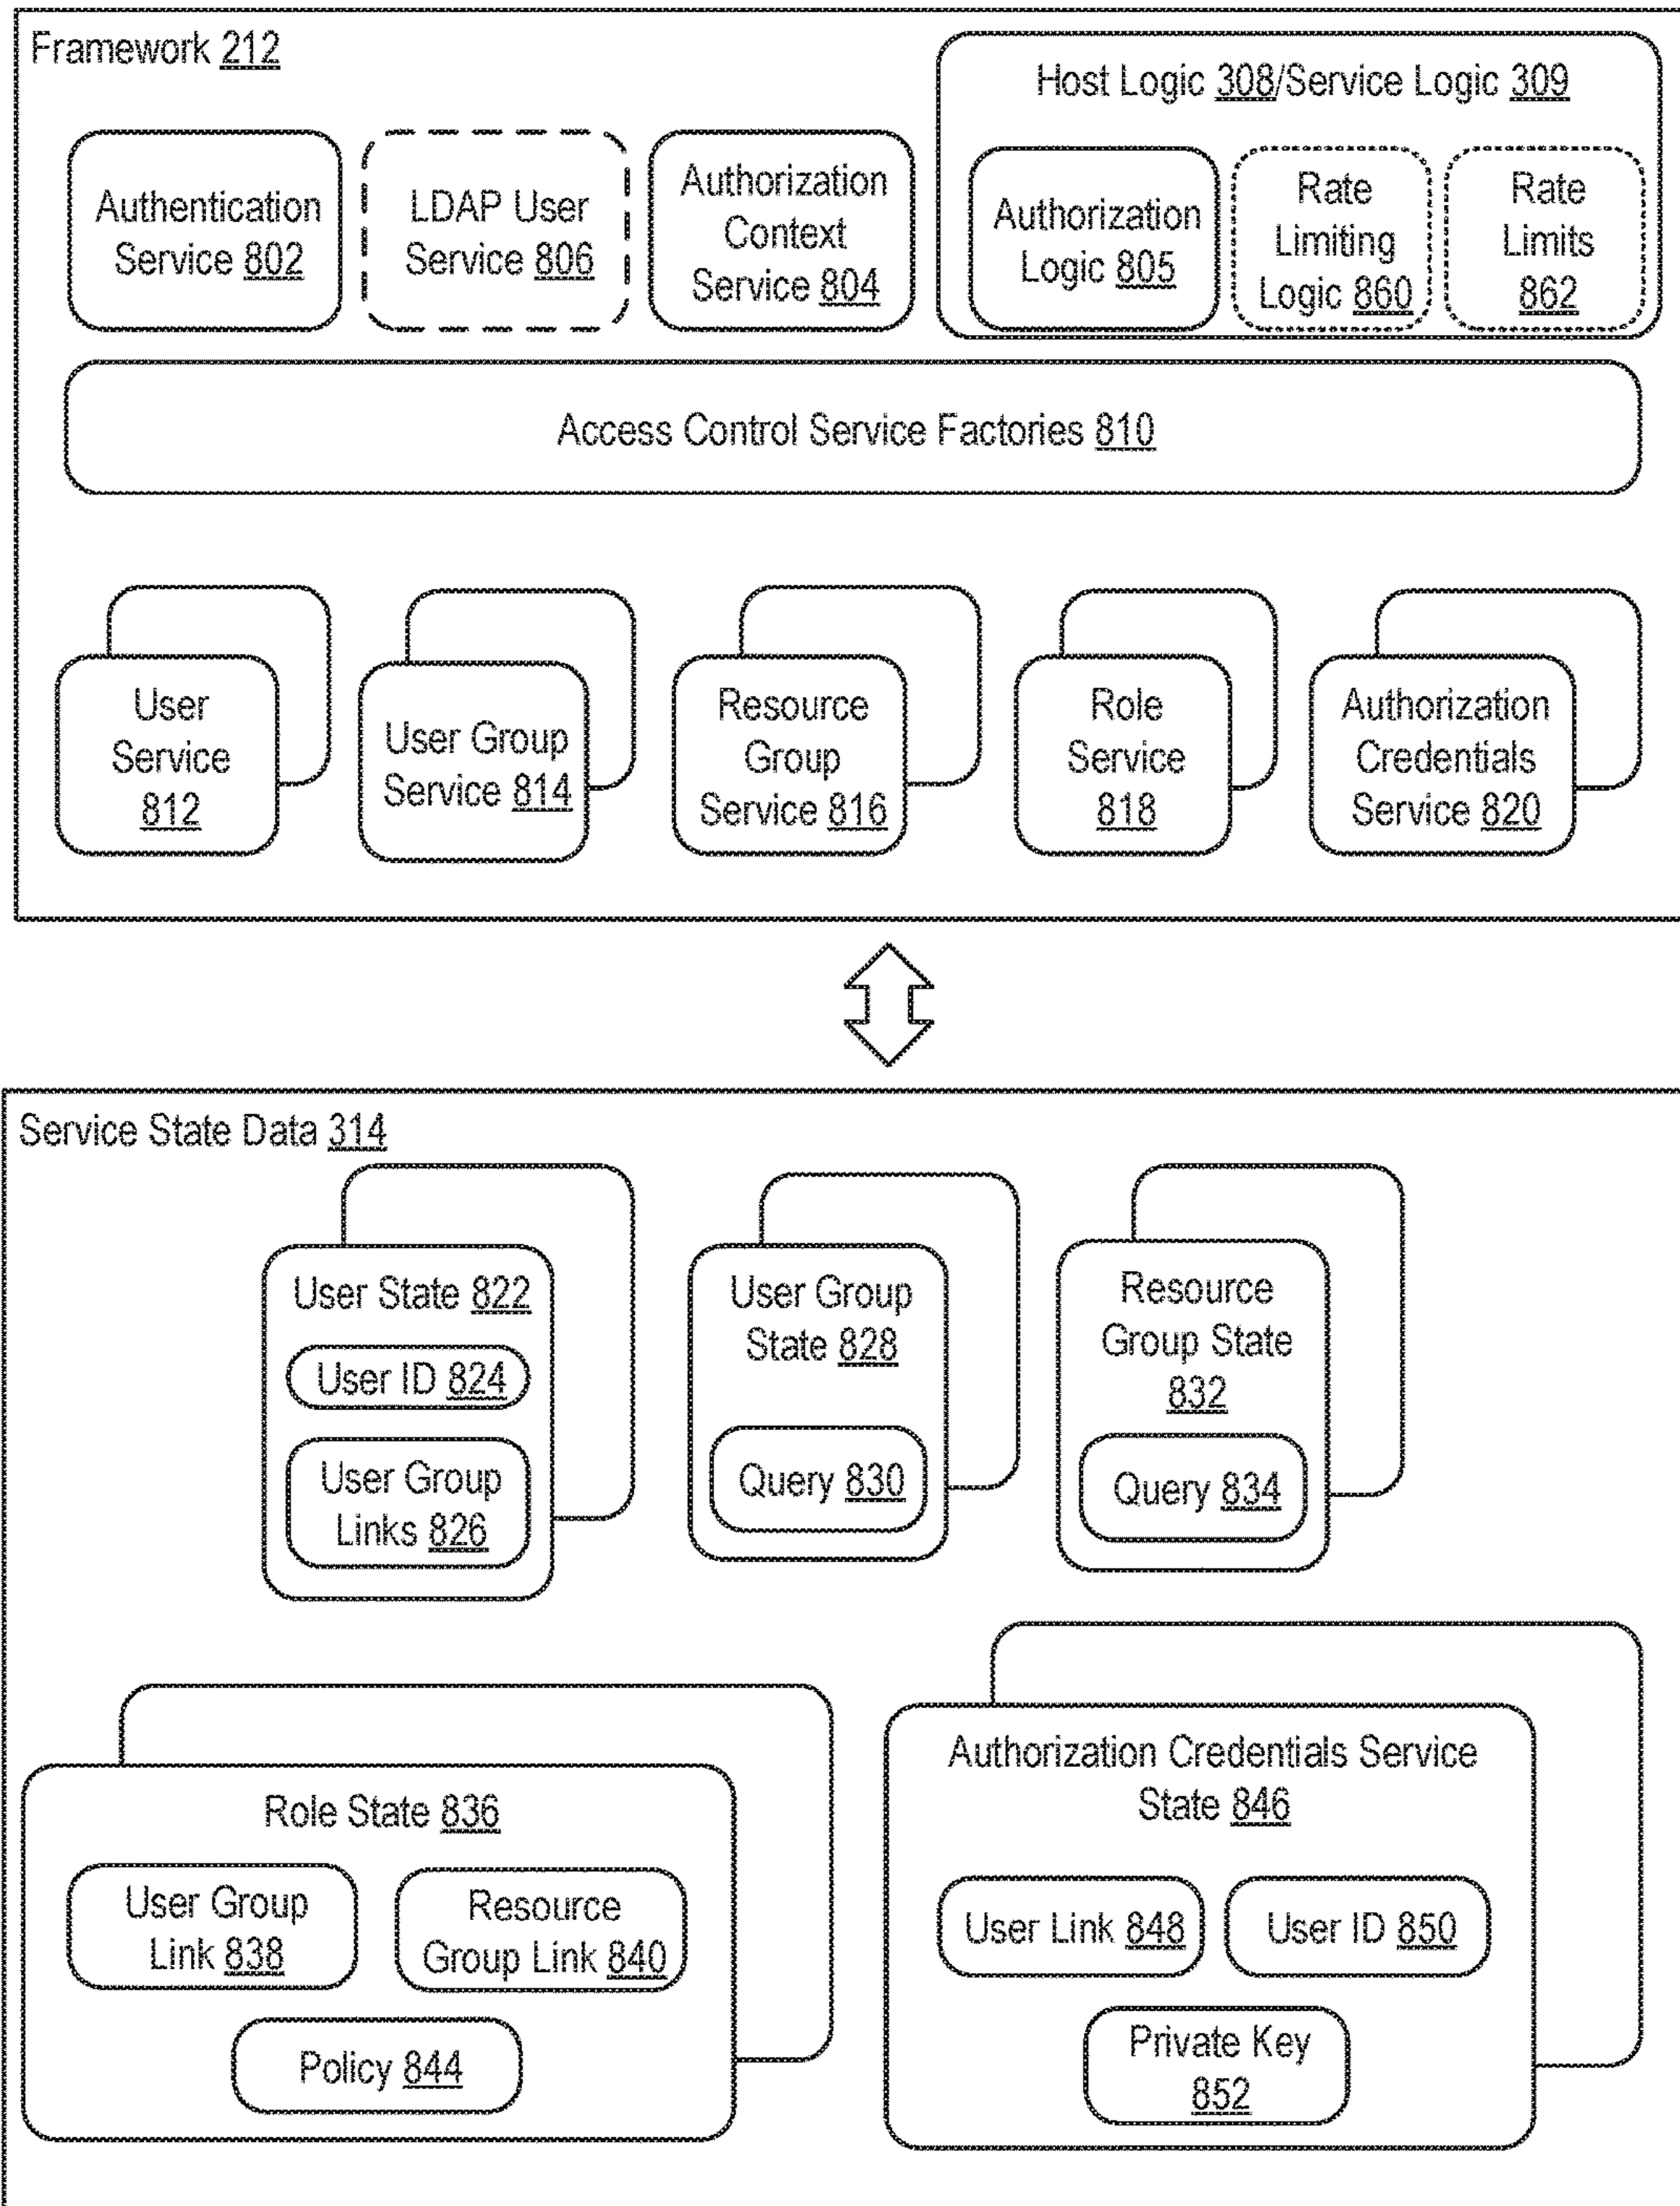 Framework 212
Host Logic 308/Service Logic 309
Authentication
Service 802
LDAP User
Service 806
Authorization
Context
Service 804
Authorization
Logic 805
Rate
Limiting
Logic 860
Rate
Limits
862
Access Control Service Factories 810
User
Service
812
User Group
Service 814
Resource
Group
Service 816
Role
Service
818
Authorization
Credentials
Service 820
Service State Data 314
User State 822
User ID 824
User Group
Links 826
User Group
State 828
Query 830
Resource
Group State
832
Query 834
Role State 836
User Group
Link 838
Resource
Group Link 840
Policy 844
Authorization Credentials Service
State 846
User Link 848
User ID 850
Private Key
852